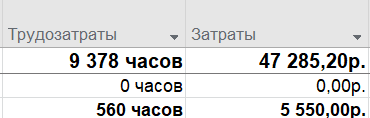 Трудозатраты Затраты
9 378 часов 47 285,20р.
0 часов 0,00р.
560 часов 5 550,00р.